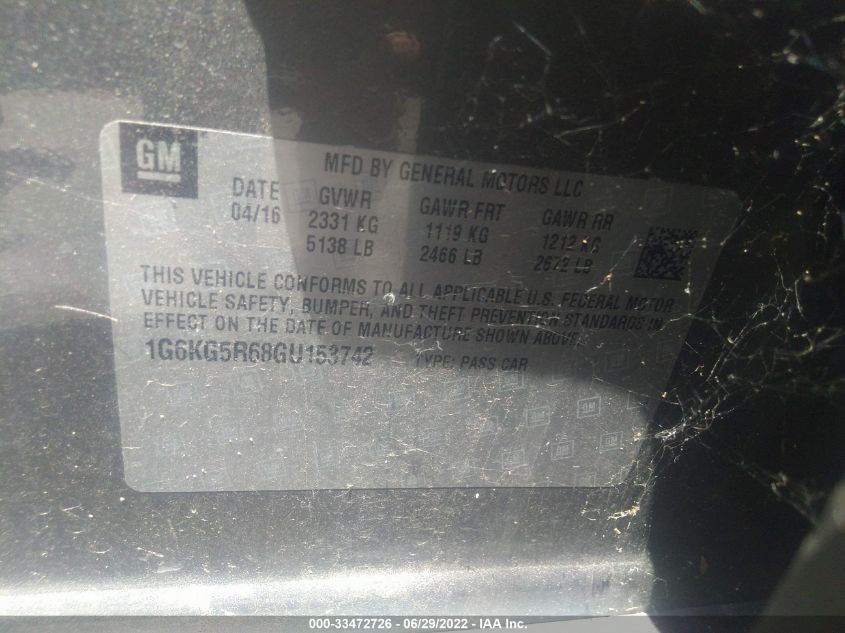 GM
MFD BY GENERAL MOTORS LLC
DATE GVWR GAWR FRT GAWR RR
04/16 2331 KG 1119 KG 1212 KG
5138 LB 2466 LB 2672 LB
THIS VEHICLE CONFORMS TO ALL APPLICABLE U.S. FEDERAL MOTOR
VEHICLE SAFETY, BUMPER, AND THEFT PREVENTION STANDARDS IN
EFFECT ON THE DATE OF MANUFACTURE SHOWN ABOVE.
1G6KG5R68GU153742 TYPE: PASS CAR
000-33472726 - 06/29/2022 - IAA Inc.